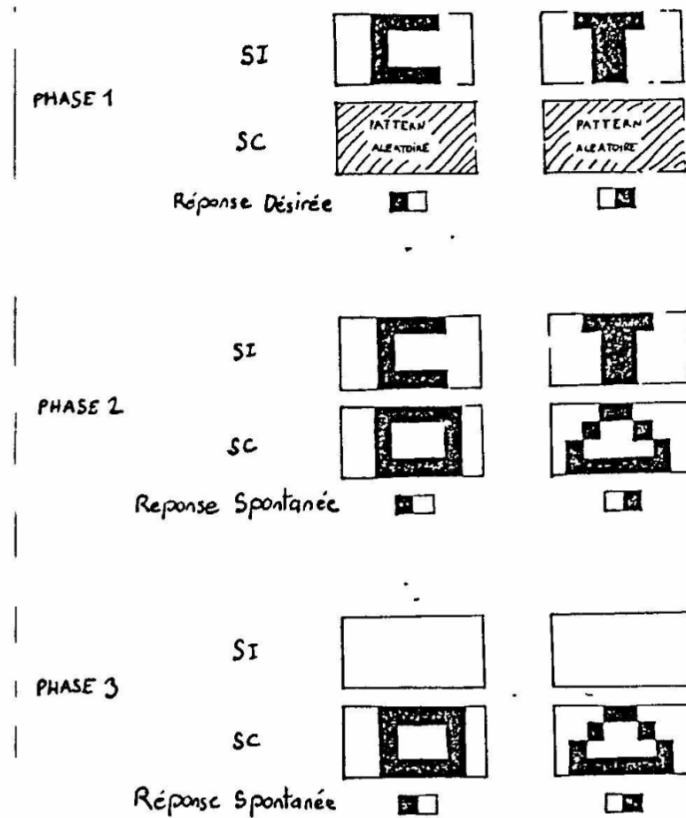 SI
PHASE 1
PATTERN PATTERN
SC
ALEATOIRE ALEATOIRE
Réponse Désirée
SI
PHASE 2
SC
Reponse Spontanée
SI
PHASE 3
SC
Réponse Spontanée